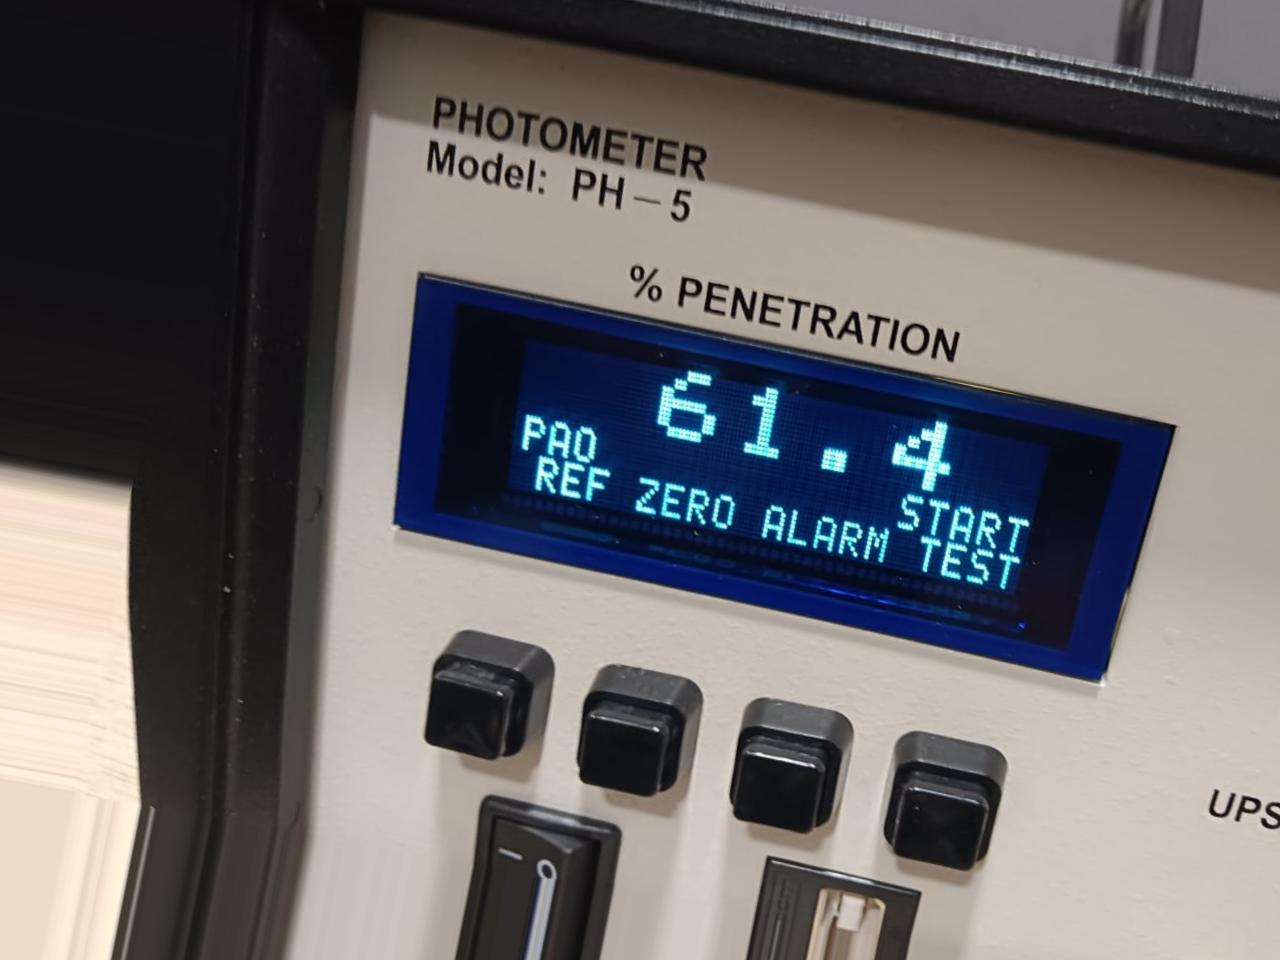 PHOTOMETER
Model: PH-5
% PENETRATION
61.4
PAO
START
REF ZERO ALARM TEST
UPS